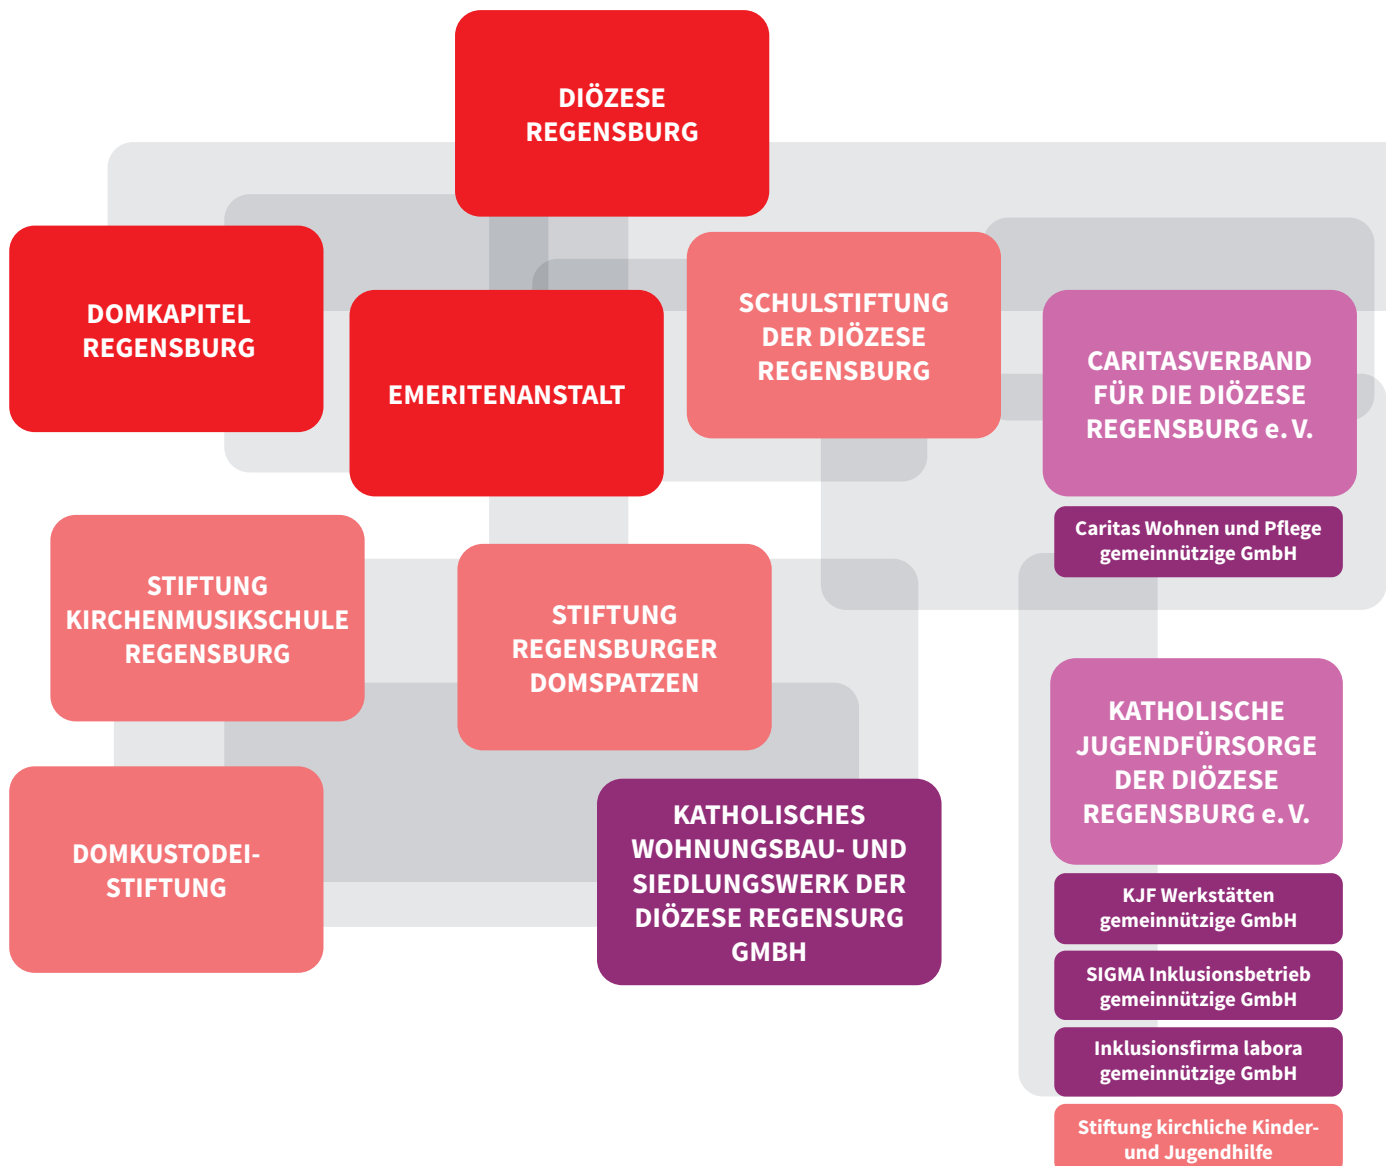 DIÖZESE
REGENSBURG
DOMKAPITEL
REGENSBURG
EMERITENANSTALT
SCHULSTIFTUNG
DER DIÖZESE
REGENSBURG
CARITASVERBAND
FÜR DIE DIÖZESE
REGENSBURG e. V.
Caritas Wohnen und Pflege
gemeinnützige GmbH
STIFTUNG
KIRCHENMUSIKSCHULE
REGENSBURG
STIFTUNG
REGENSBURGER
DOMSPATZEN
KATHOLISCHE
JUGENDFÜRSORGE
DER DIÖZESE
REGENSBURG e. V.
DOMKUSTODEI-
STIFTUNG
KATHOLISCHES
WOHNUNGSBAU- UND
SIEDLUNGSWERK DER
DIÖZESE REGENSURG
GMBH
KJF Werkstätten
gemeinnützige GmbH
SIGMA Inklusionsbetrieb
gemeinnützige GmbH
Inklusionsfirma labora
gemeinnützige GmbH
Stiftung kirchliche Kinder-
und Jugendhilfe